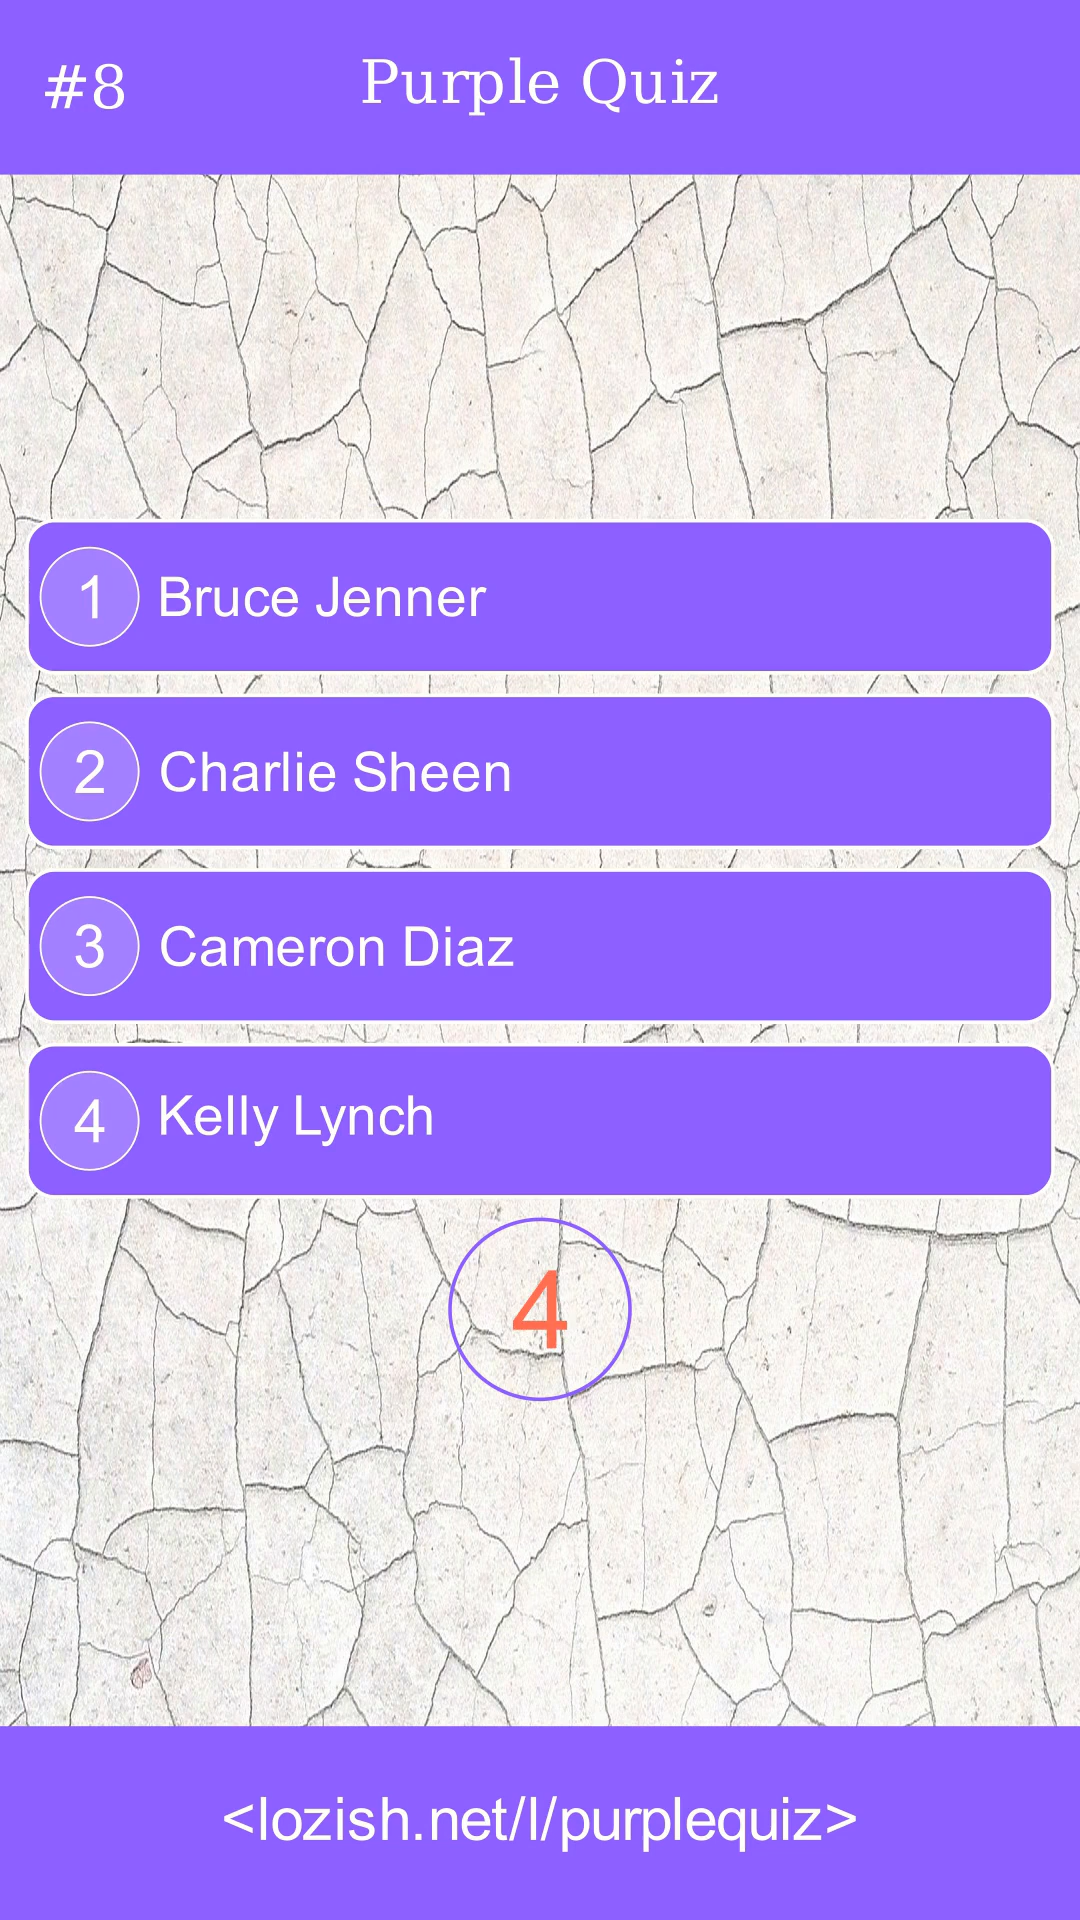 #8
Purple Quiz
1 Bruce Jenner
2 Charlie Sheen
3 Cameron Diaz
4 Kelly Lynch
4
<lozish.net/l/purplequiz>